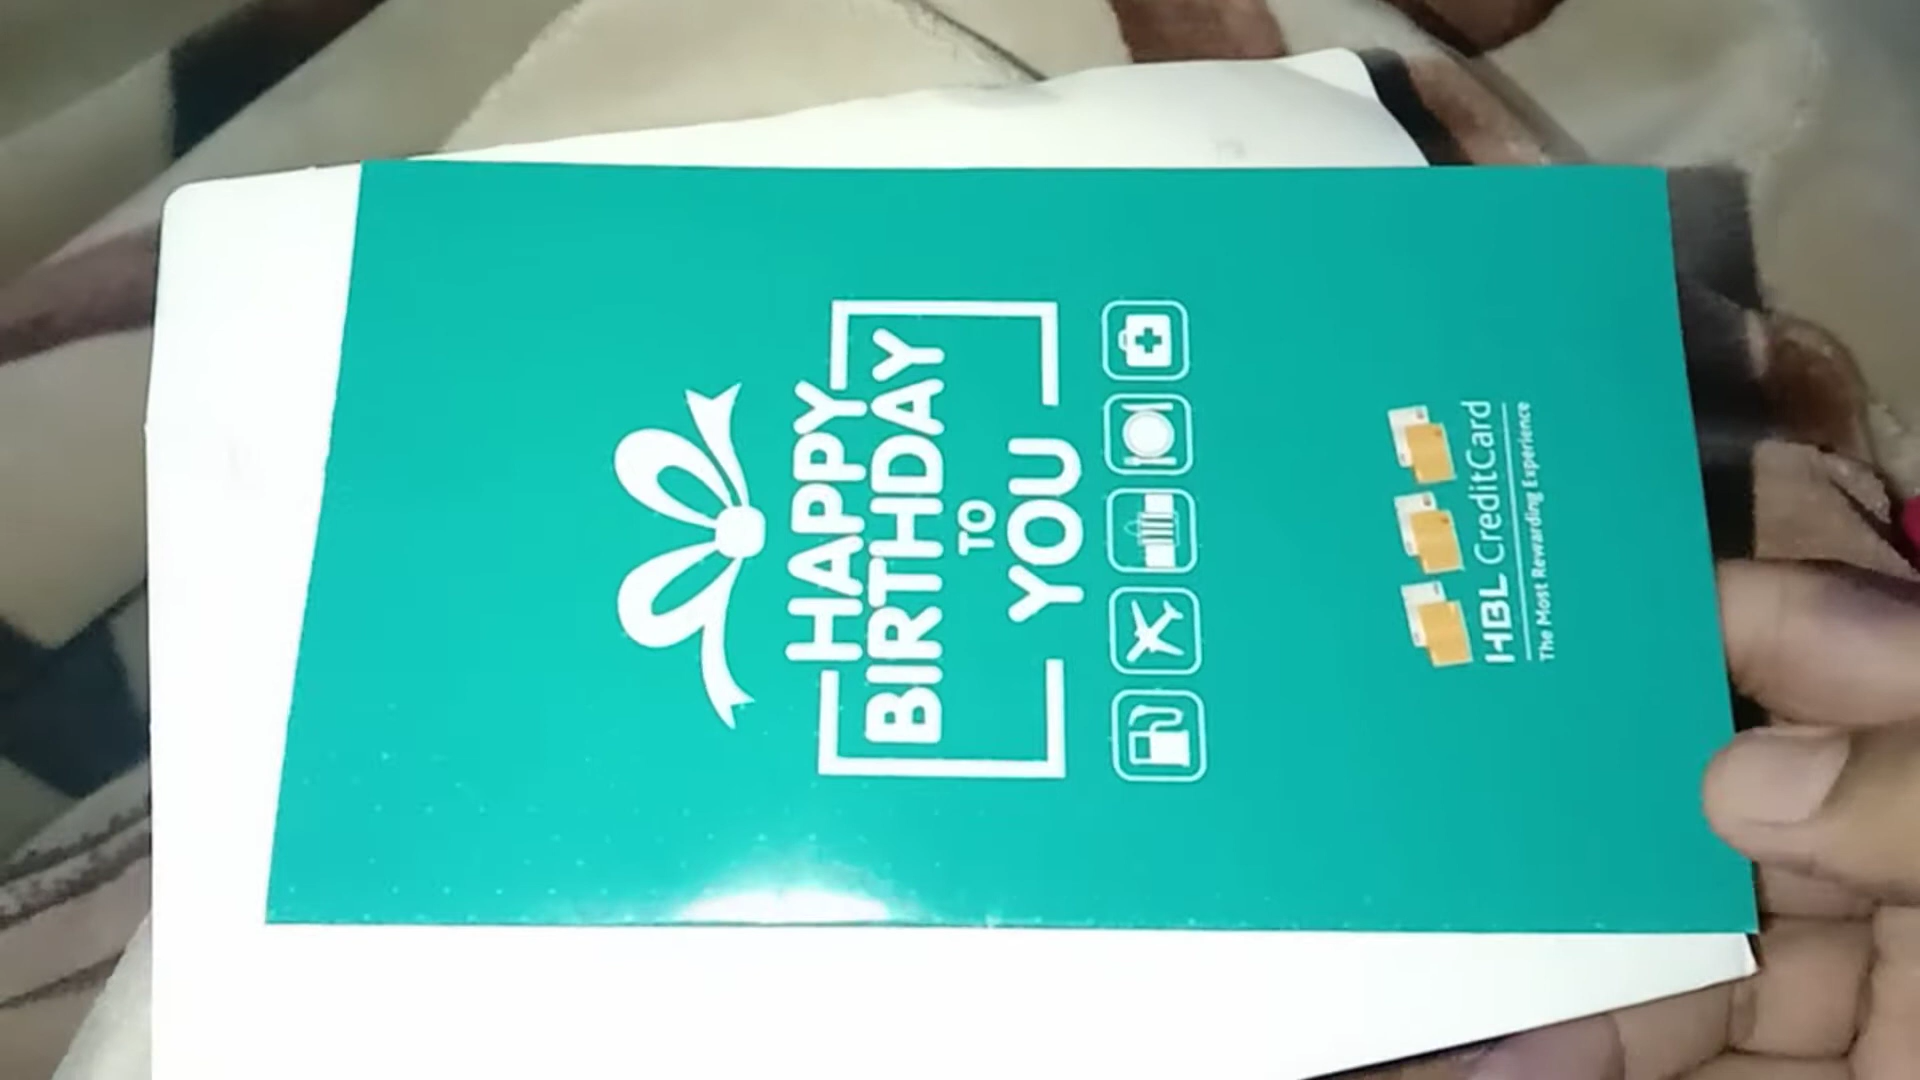 HAPPY
BIRTHDAY
TO
YOU
HBL CreditCard
The Most Rewarding Experience